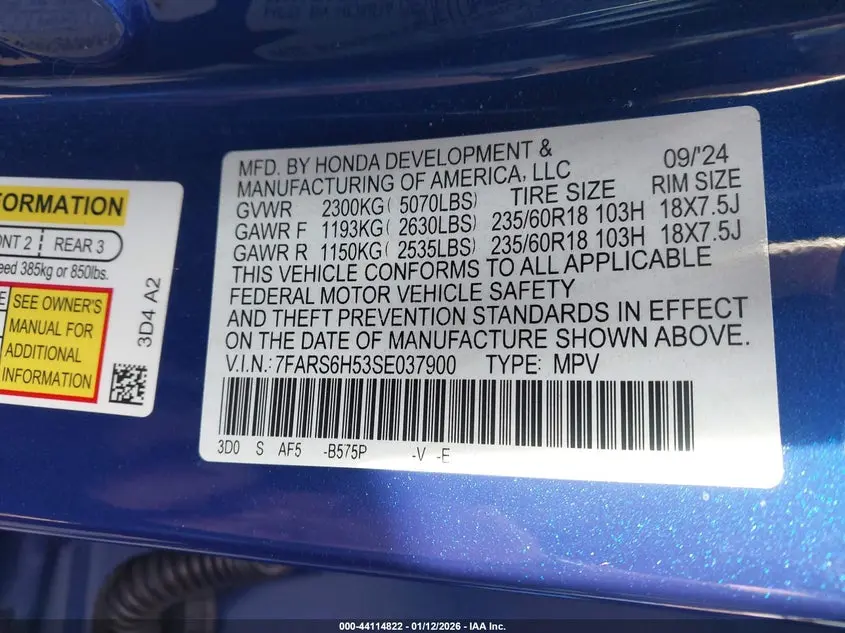 FORMATION
NT 2 | REAR 3
eed 385kg or 850lbs.
SEE OWNER'S
MANUAL FOR
ADDITIONAL
INFORMATION
3D4 A2
MFD. BY HONDA DEVELOPMENT & 09/'24
MANUFACTURING OF AMERICA, LLC
TIRE SIZE RIM SIZE
GVWR 2300KG( 5070LBS)
GAWR F 1193KG( 2630LBS) 235/60R18 103H 18X7.5J
GAWR R 1150KG( 2535LBS) 235/60R18 103H 18X7.5J
THIS VEHICLE CONFORMS TO ALL APPLICABLE
FEDERAL MOTOR VEHICLE SAFETY
AND THEFT PREVENTION STANDARDS IN EFFECT
ON THE DATE OF MANUFACTURE SHOWN ABOVE.
V.I.N.:7FARS6H53SE037900 TYPE: MPV
3D0 S AF5 -B575P -V -E
000-44114822 - 01/12/2026 - IAA Inc.